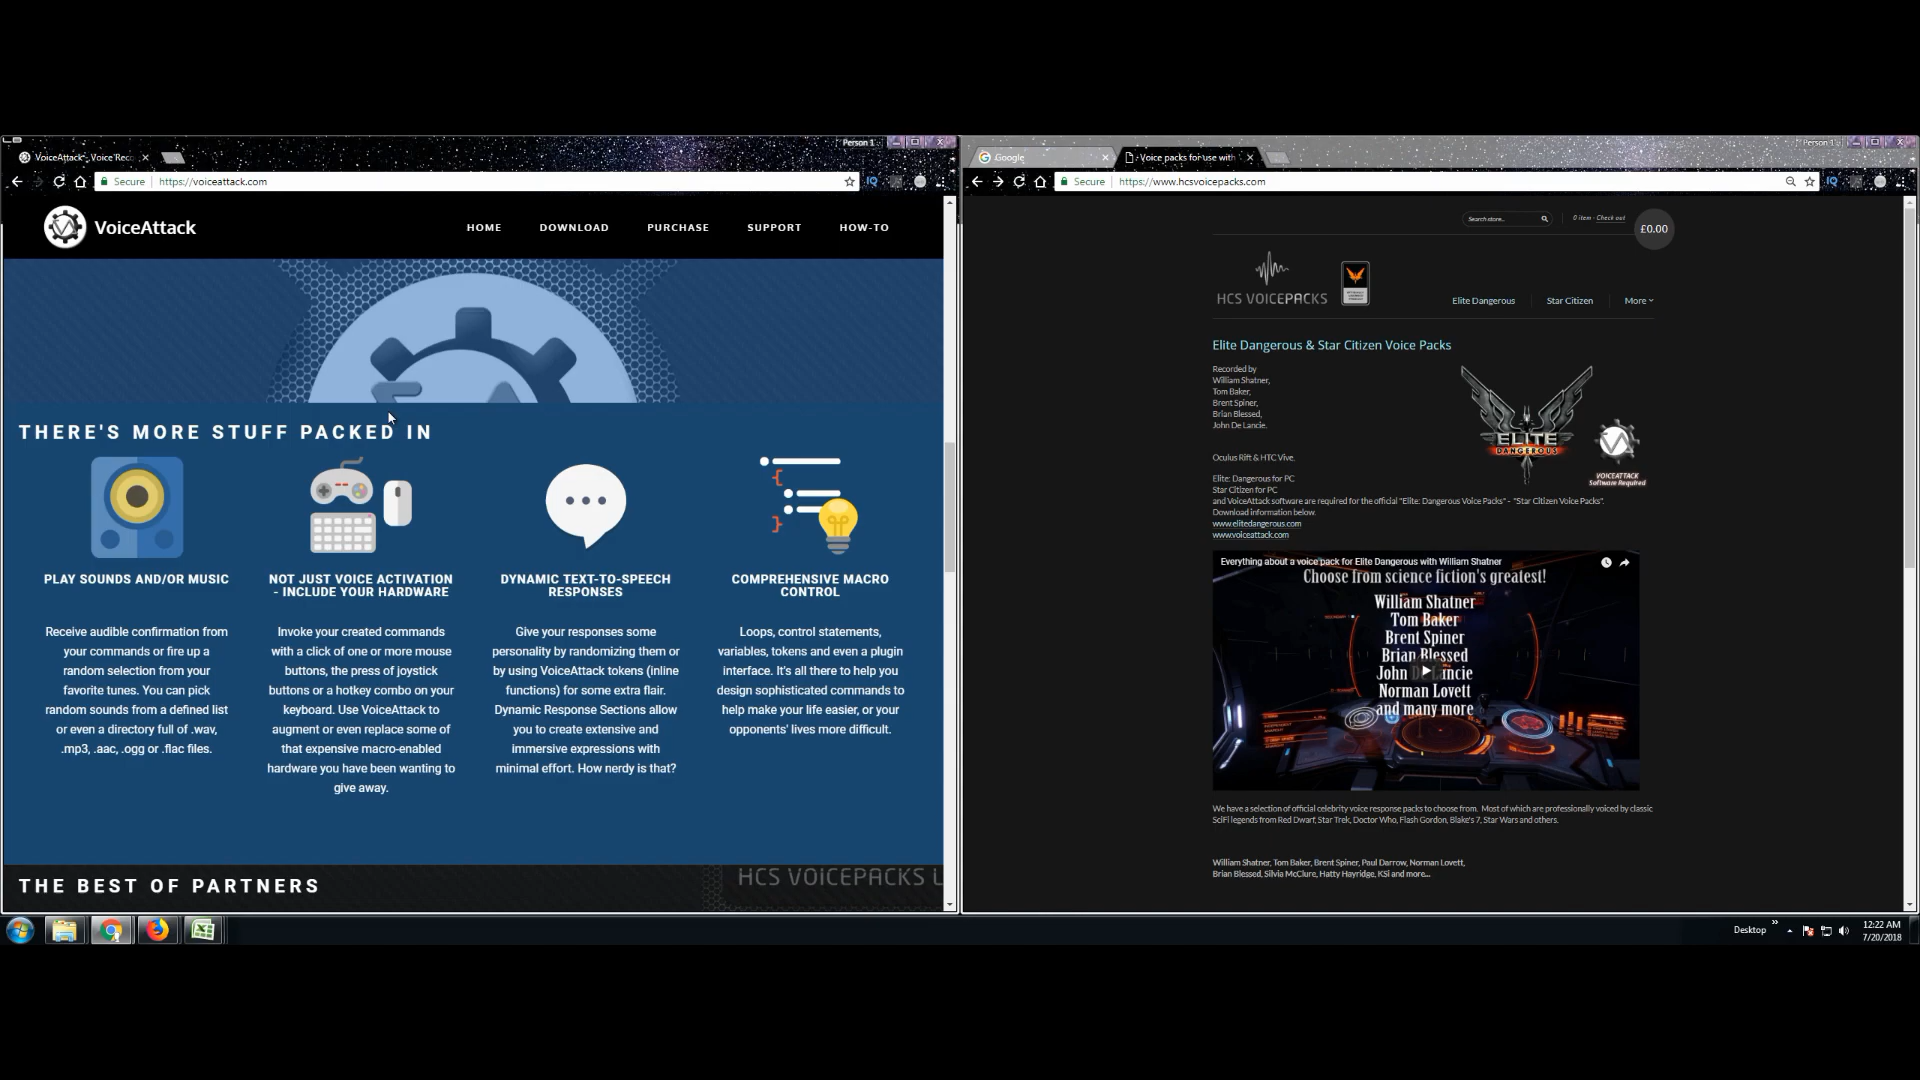 VoiceAttack - Voice Reco
Person 1
Secure
https://voiceattack.com
VoiceAttack
HOME
DOWNLOAD
PURCHASE
SUPPORT
HOW-TO
THERE'S MORE STUFF PACKED IN
PLAY SOUNDS AND/OR MUSIC
Receive audible confirmation from
your commands or fire up a
random selection from your
favorite tunes. You can pick
random sounds from a defined list
or even a directory full of .wav,
.mp3, .aac, .ogg or .flac files.
NOT JUST VOICE ACTIVATION
- INCLUDE YOUR HARDWARE
Invoke your created commands
with a click of one or more mouse
buttons, the press of joystick
buttons or a hotkey combo on your
keyboard. Use VoiceAttack to
augment or even replace some of
that expensive macro-enabled
hardware you have been wanting to
give away.
DYNAMIC TEXT-TO-SPEECH
RESPONSES
Give your responses some
personality by randomizing them or
by using VoiceAttack tokens (inline
functions) for some extra flair.
Dynamic Response Sections allow
you to create extensive and
immersive expressions with
minimal effort. How nerdy is that?
COMPREHENSIVE MACRO
CONTROL
Loops, control statements,
variables, tokens and even a plugin
interface. It's all there to help you
design sophisticated commands to
help make your life easier, or your
opponents' lives more difficult.
THE BEST OF PARTNERS
HCS VOICEPACKS L
Google
Voice packs for use with
Person 1
Secure
https://www.hcsvoicepacks.com
Search store...
0 item - Check out
£0.00
HCS VOICEPACKS
Elite Dangerous
Star Citizen
More
Elite Dangerous & Star Citizen Voice Packs
Recorded by
William Shatner,
Tom Baker,
Brent Spiner,
Brian Blessed,
John De Lancie.
Oculus Rift & HTC Vive.
ELITE
DANGEROUS
VOICEATTACK
Software Required
Elite: Dangerous for PC
Star Citizen for PC
and VoiceAttack software are required for the official "Elite: Dangerous Voice Packs" - "Star Citizen Voice Packs".
Download information below.
www.elitedangerous.com
www.voiceattack.com
Everything about a voice pack for Elite Dangerous with William Shatner
Choose from science fiction's greatest!
William Shatner
Tom Baker
Brent Spiner
Brian Blessed
John De Lancie
Norman Lovett
and many more
We have a selection of official celebrity voice response packs to choose from. Most of which are professionally voiced by classic
SciFi legends from Red Dwarf, Star Trek, Doctor Who, Flash Gordon, Blake's 7, Star Wars and others.
William Shatner, Tom Baker, Brent Spiner, Paul Darrow, Norman Lovett,
Brian Blessed, Silvia McClure, Hatty Hayridge, KSI and more...
Desktop
12:22 AM
7/20/2018